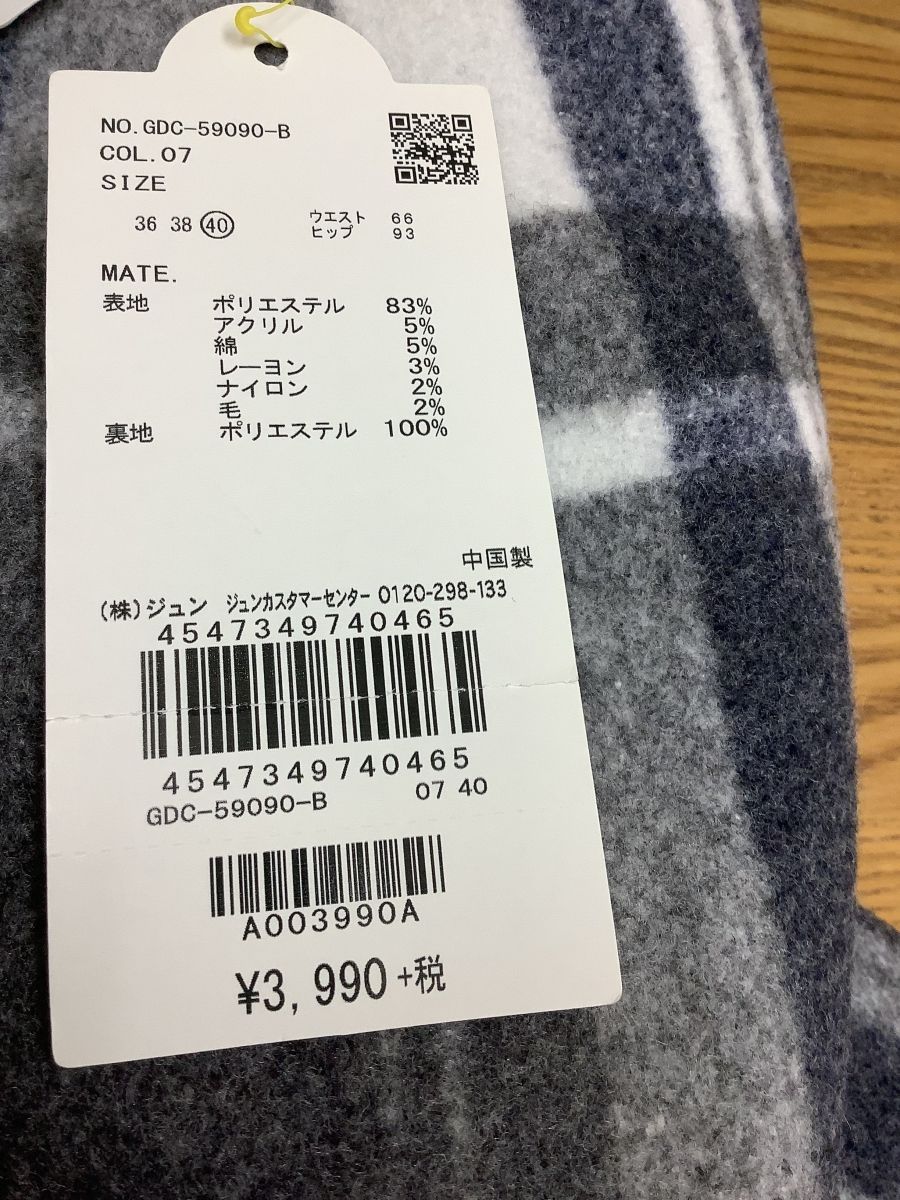 NO.GDC-59090-B
COL.07
SIZE
36 38 40 ウエスト 66
ヒップ 93
MATE.
表地 ポリエステル 83%
アクリル 5%
綿 5%
レーヨン 3%
ナイロン 2%
毛 2%
裏地 ポリエステル 100%
中国製
(株)ジュン ジュンカスタマーセンター 0120-298-133
4547349740465
4547349740465
GDC-59090-B 07 40
A003990A
¥3,990+税